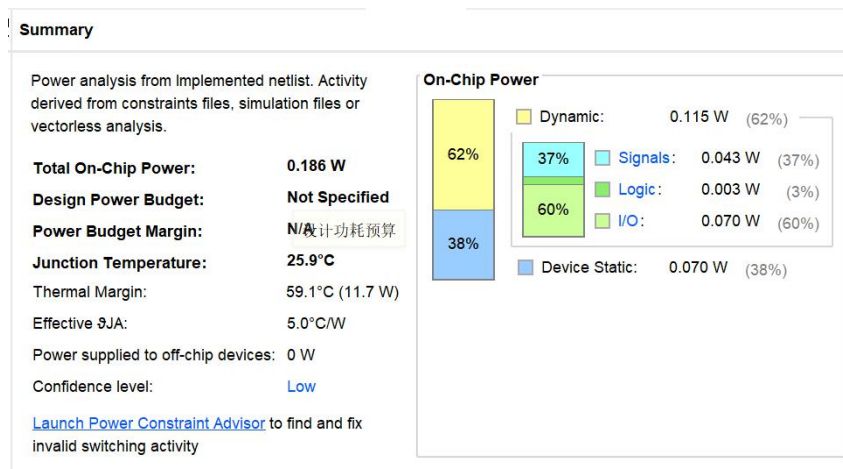 Summary
Power analysis from Implemented netlist. Activity
derived from constraints files, simulation files or
vectorless analysis.
Total On-Chip Power: 0.186 W
Design Power Budget: Not Specified
Power Budget Margin: N/A
设计功耗预算
Junction Temperature: 25.9°C
Thermal Margin: 59.1°C (11.7 W)
Effective ϑJA: 5.0°C/W
Power supplied to off-chip devices: 0 W
Confidence level: Low
Launch Power Constraint Advisor to find and fix
invalid switching activity
On-Chip Power
62%
38%
Dynamic: 0.115 W (62%)
37%
60%
Signals: 0.043 W (37%)
Logic: 0.003 W (3%)
I/O: 0.070 W (60%)
Device Static: 0.070 W (38%)